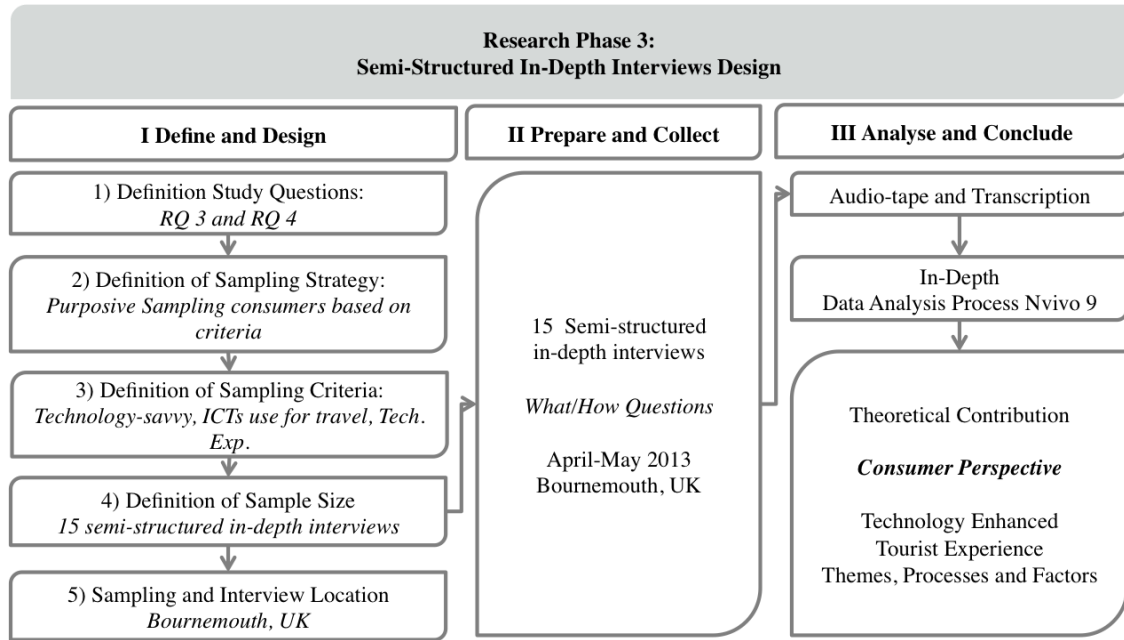 Research Phase 3:
Semi-Structured In-Depth Interviews Design
I Define and Design
1) Definition Study Questions:
RQ 3 and RQ 4
2) Definition of Sampling Strategy:
Purposive Sampling consumers based on
criteria
3) Definition of Sampling Criteria:
Technology-savvy, ICTs use for travel, Tech.
Exp.
4) Definition of Sample Size
15 semi-structured in-depth interviews
5) Sampling and Interview Location
Bournemouth, UK
II Prepare and Collect
15 Semi-structured
in-depth interviews
What/How Questions
April-May 2013
Bournemouth, UK
III Analyse and Conclude
Audio-tape and Transcription
In-Depth
Data Analysis Process Nvivo 9
Theoretical Contribution
Consumer Perspective
Technology Enhanced
Tourist Experience
Themes, Processes and Factors